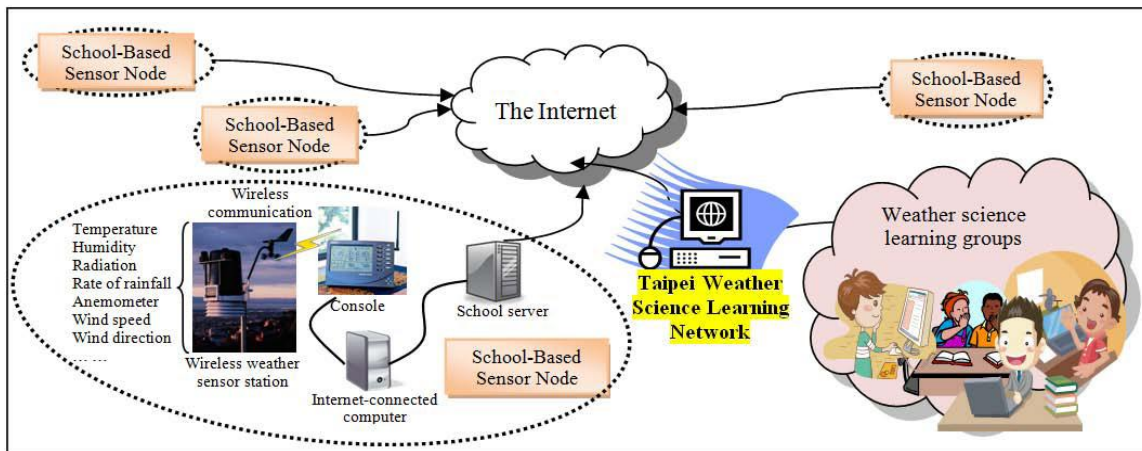 School-Based
Sensor Node
School-Based
Sensor Node
The Internet
School-Based
Sensor Node
Wireless
communication
Temperature
Humidity
Radiation
Rate of rainfall
Anemometer
Wind speed
Wind direction
... ...
Wireless weather
sensor station
Console
Internet-connected
computer
School server
School-Based
Sensor Node
Taipei Weather
Science Learning
Network
Weather science
learning groups